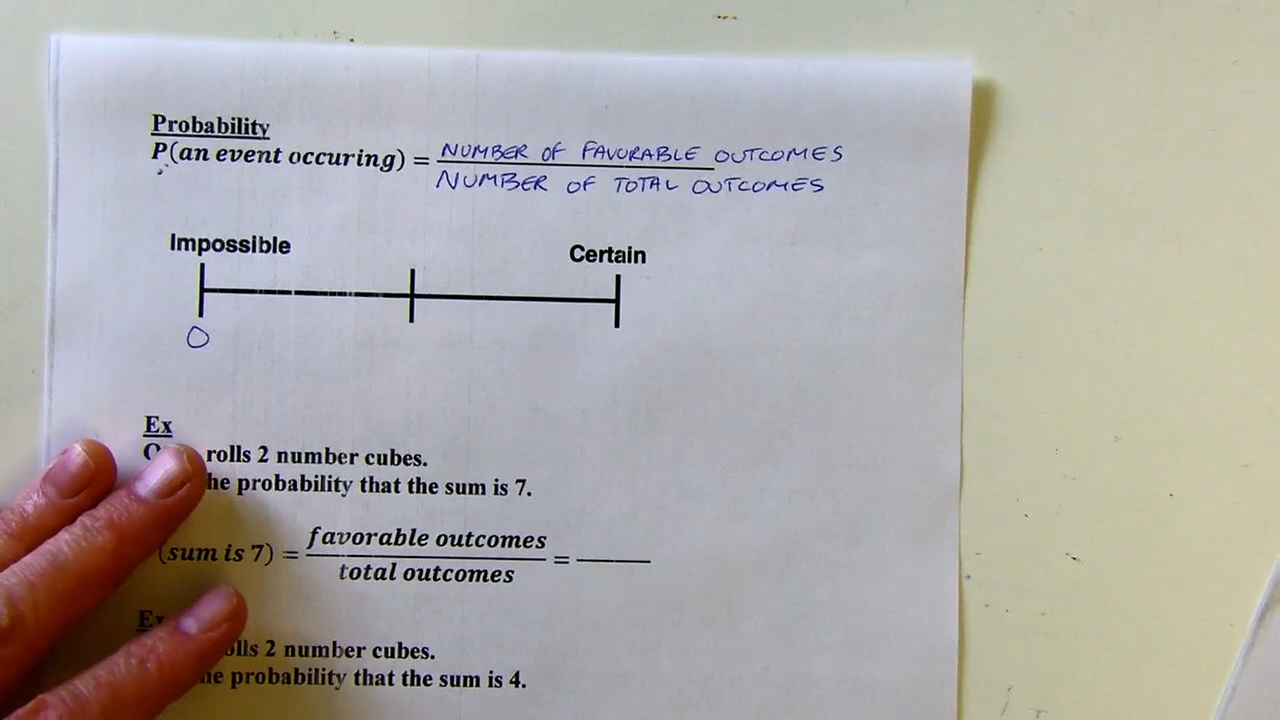 Probability
P(an event occuring) = NUMBER OF FAVORABLE OUTCOMES
NUMBER OF TOTAL OUTCOMES
Impossible
Certain
0
Ex
rolls 2 number cubes.
he probability that the sum is 7.
(sum is 7) = favorable outcomes =
total outcomes
Ex
lls 2 number cubes.
he probability that the sum is 4.